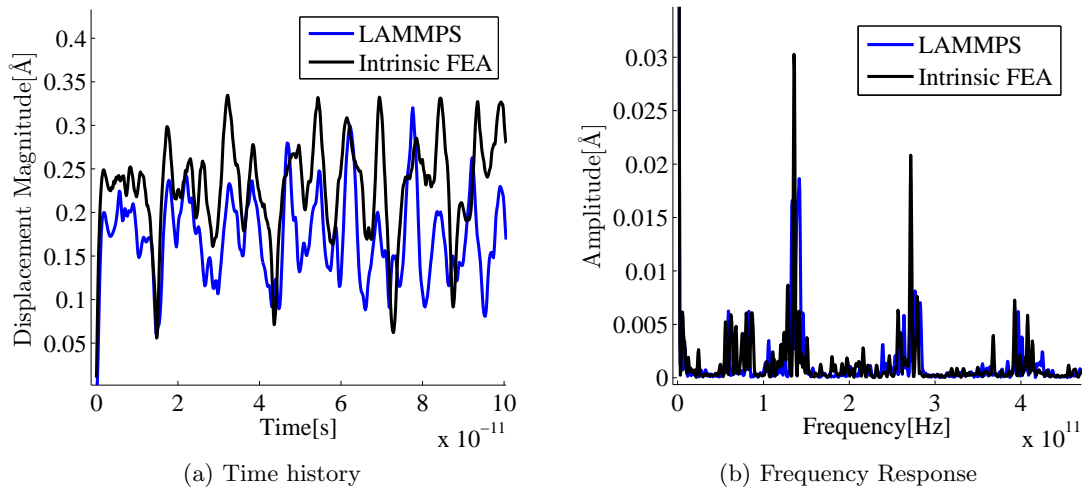 LAMMPS
Intrinsic FEA
Displacement Magnitude[Å]
0.4
0.35
0.3
0.25
0.2
0.15
0.1
0.05
0 2 4 6 8 10
Time[s]
x 10⁻¹¹
(a) Time history
LAMMPS
Intrinsic FEA
Amplitude[Å]
0.03
0.025
0.02
0.015
0.01
0.005
0
0 1 2 3 4
Frequency[Hz]
x 10¹¹
(b) Frequency Response